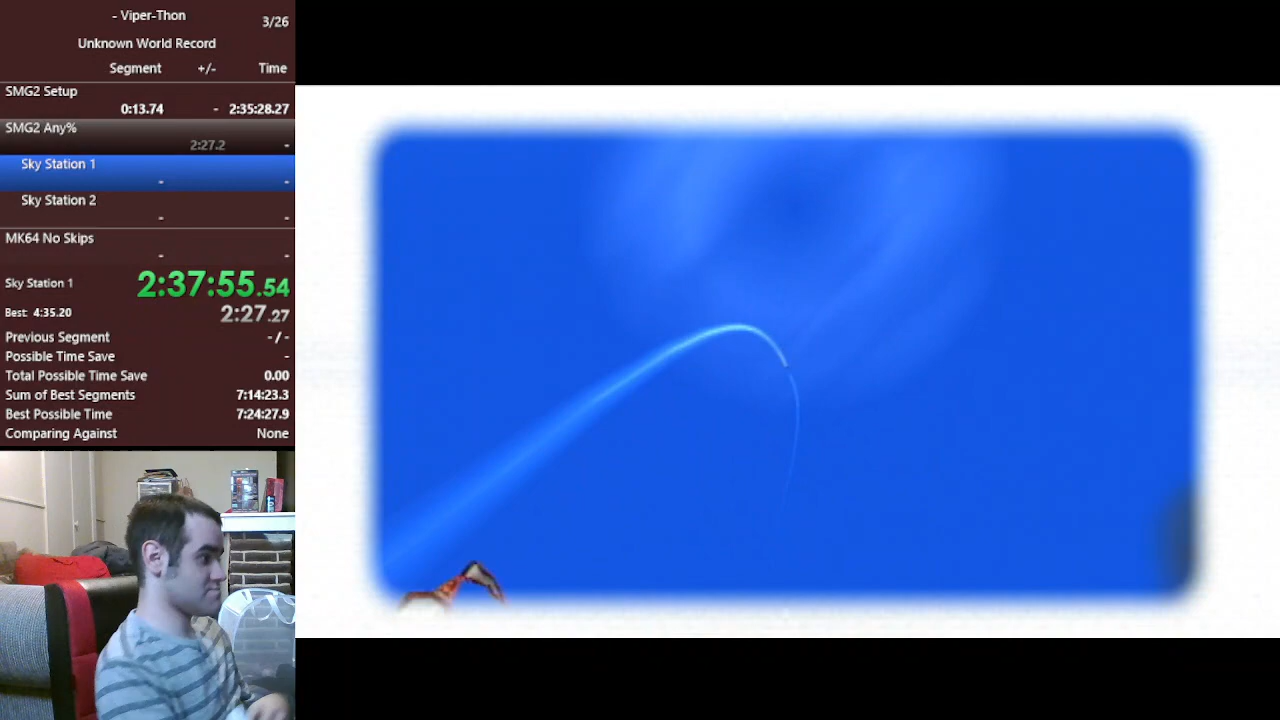 - Viper-Thon
3/26
Unknown World Record
Segment +/- Time
SMG2 Setup
0:13.74 - 2:35:28.27
SMG2 Any%
2:27.2 -
Sky Station 1
- -
Sky Station 2
- -
MK64 No Skips
- -
Sky Station 1 2:37:55.54
Best: 4:35.20 2:27.27
Previous Segment - / -
Possible Time Save -
Total Possible Time Save 0.00
Sum of Best Segments 7:14:23.3
Best Possible Time 7:24:27.9
Comparing Against None